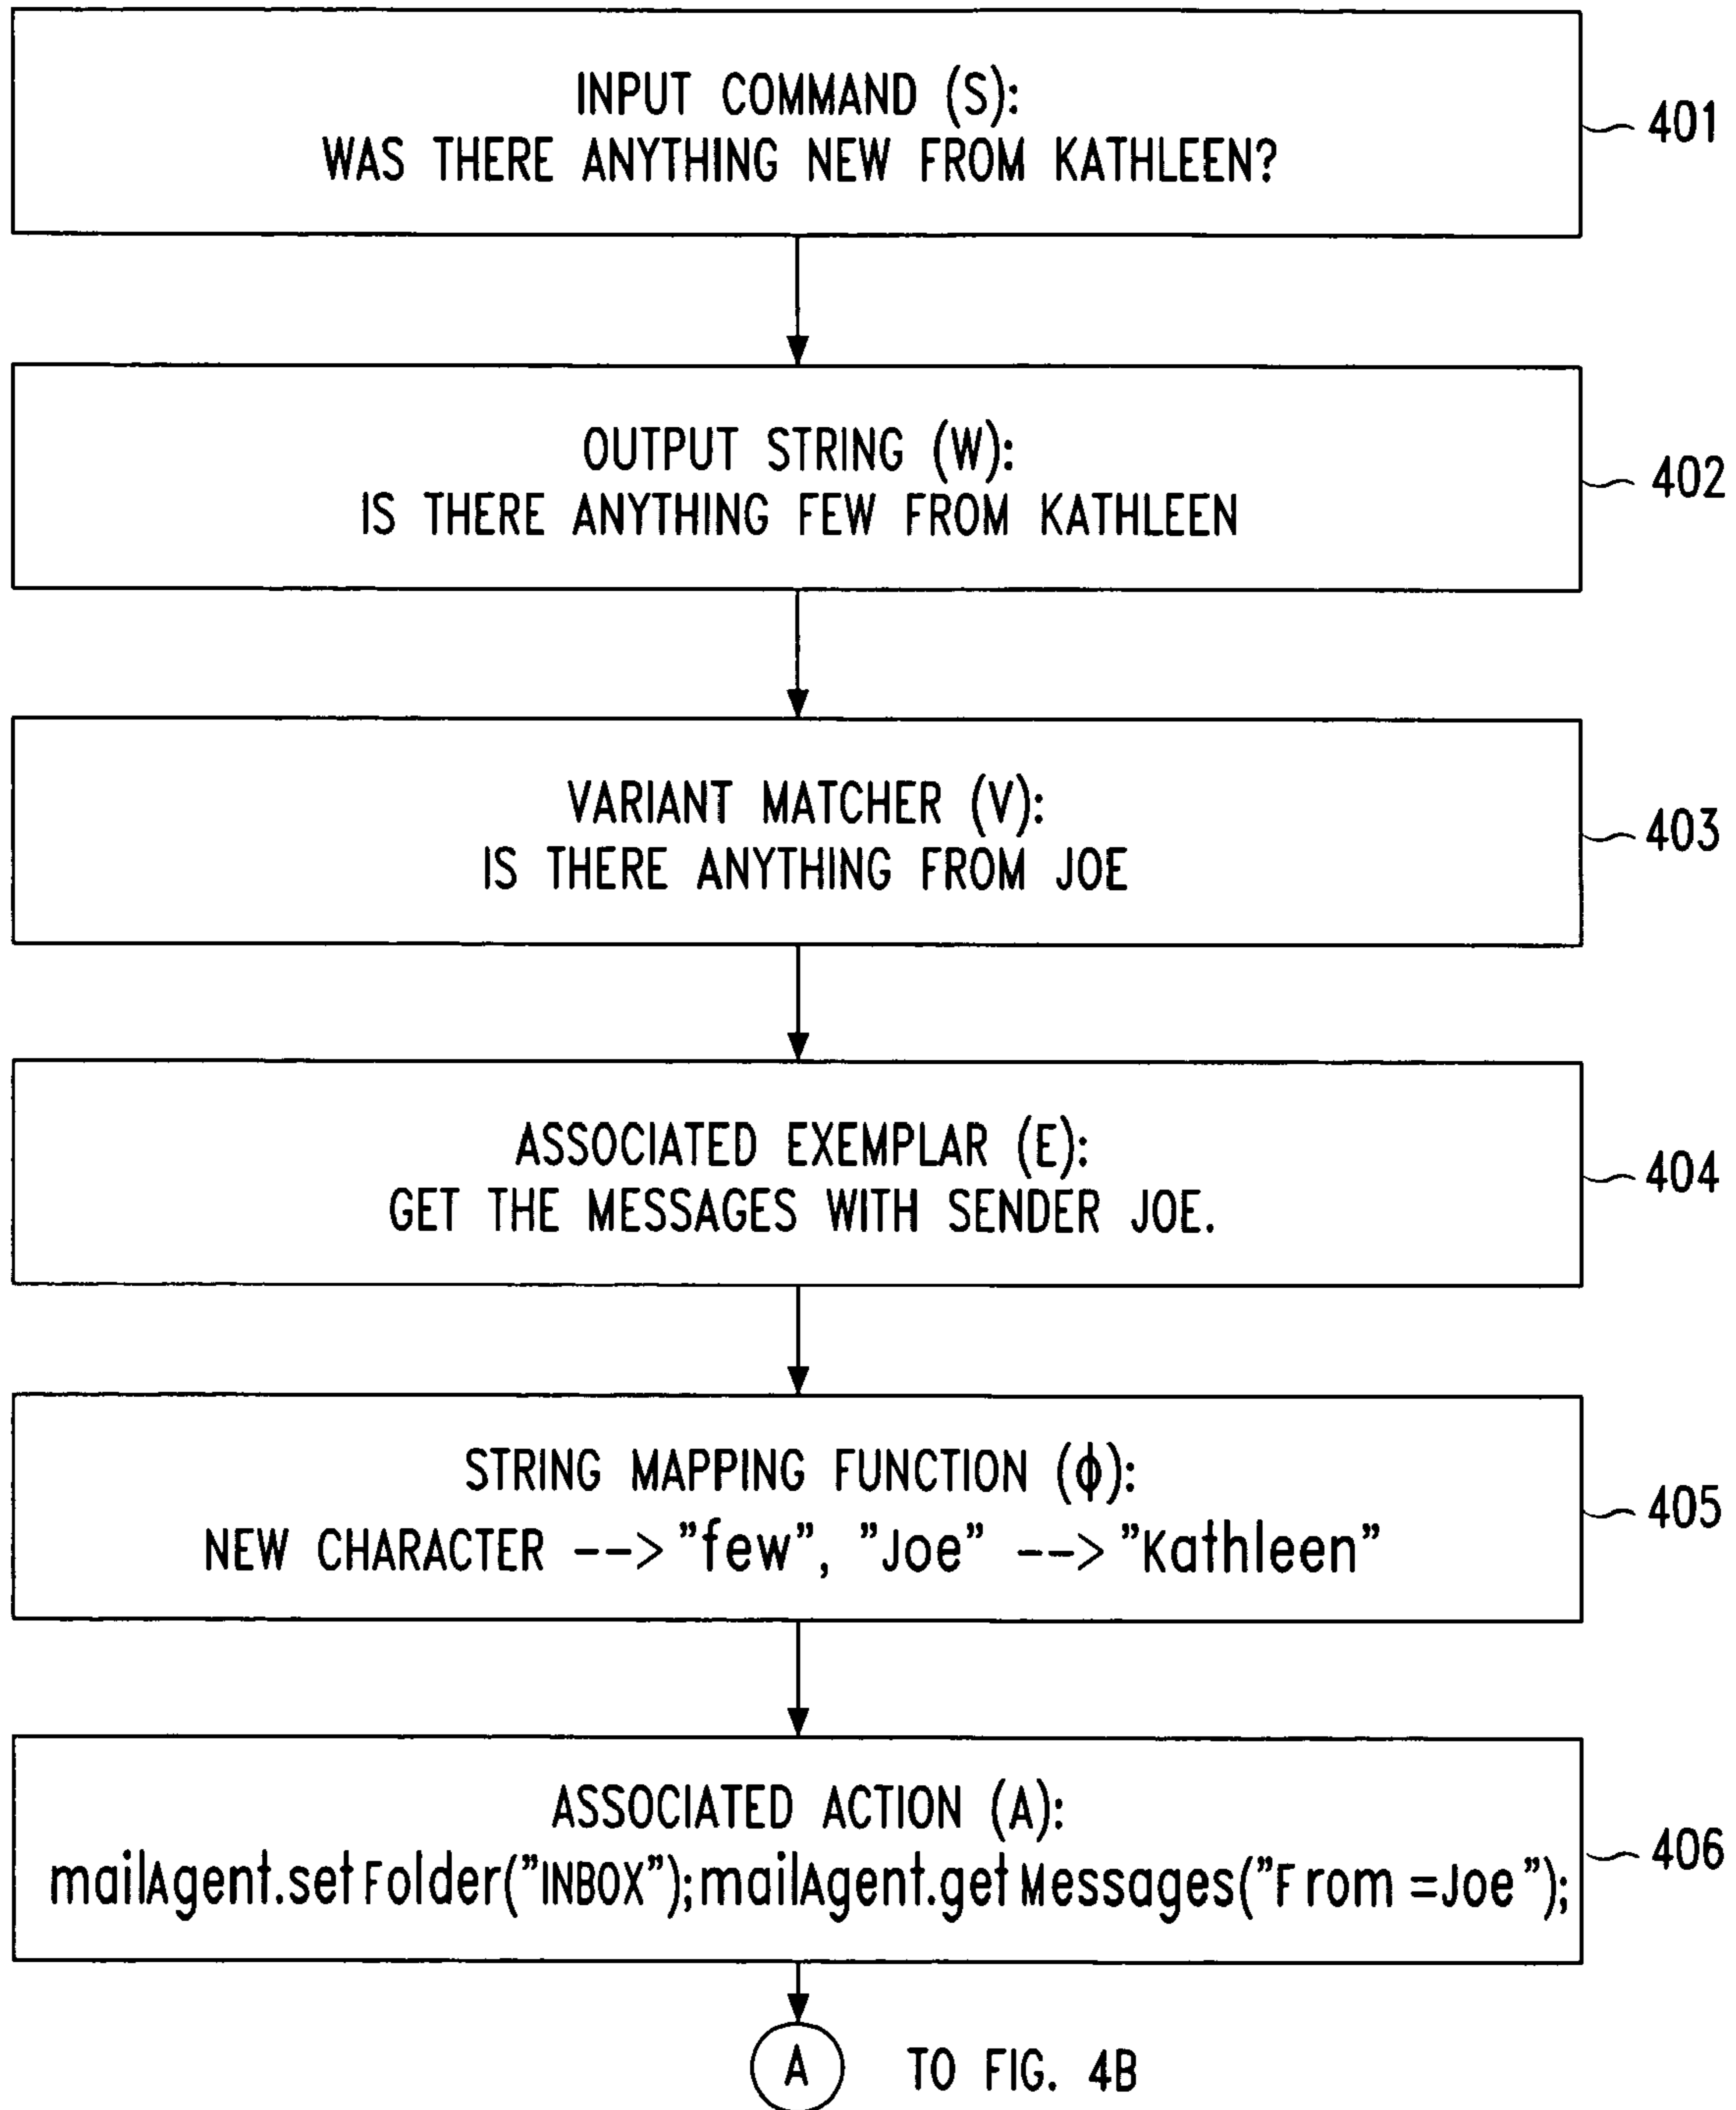 INPUT COMMAND (S):
WAS THERE ANYTHING NEW FROM KATHLEEN?
401
OUTPUT STRING (W):
IS THERE ANYTHING FEW FROM KATHLEEN
402
VARIANT MATCHER (V):
IS THERE ANYTHING FROM JOE
403
ASSOCIATED EXEMPLAR (E):
GET THE MESSAGES WITH SENDER JOE.
404
STRING MAPPING FUNCTION (ϕ):
NEW CHARACTER --> "few", "Joe" --> "Kathleen"
405
ASSOCIATED ACTION (A):
mailAgent.setFolder("INBOX");mailAgent.getMessages("From =Joe");
406
A TO FIG. 4B